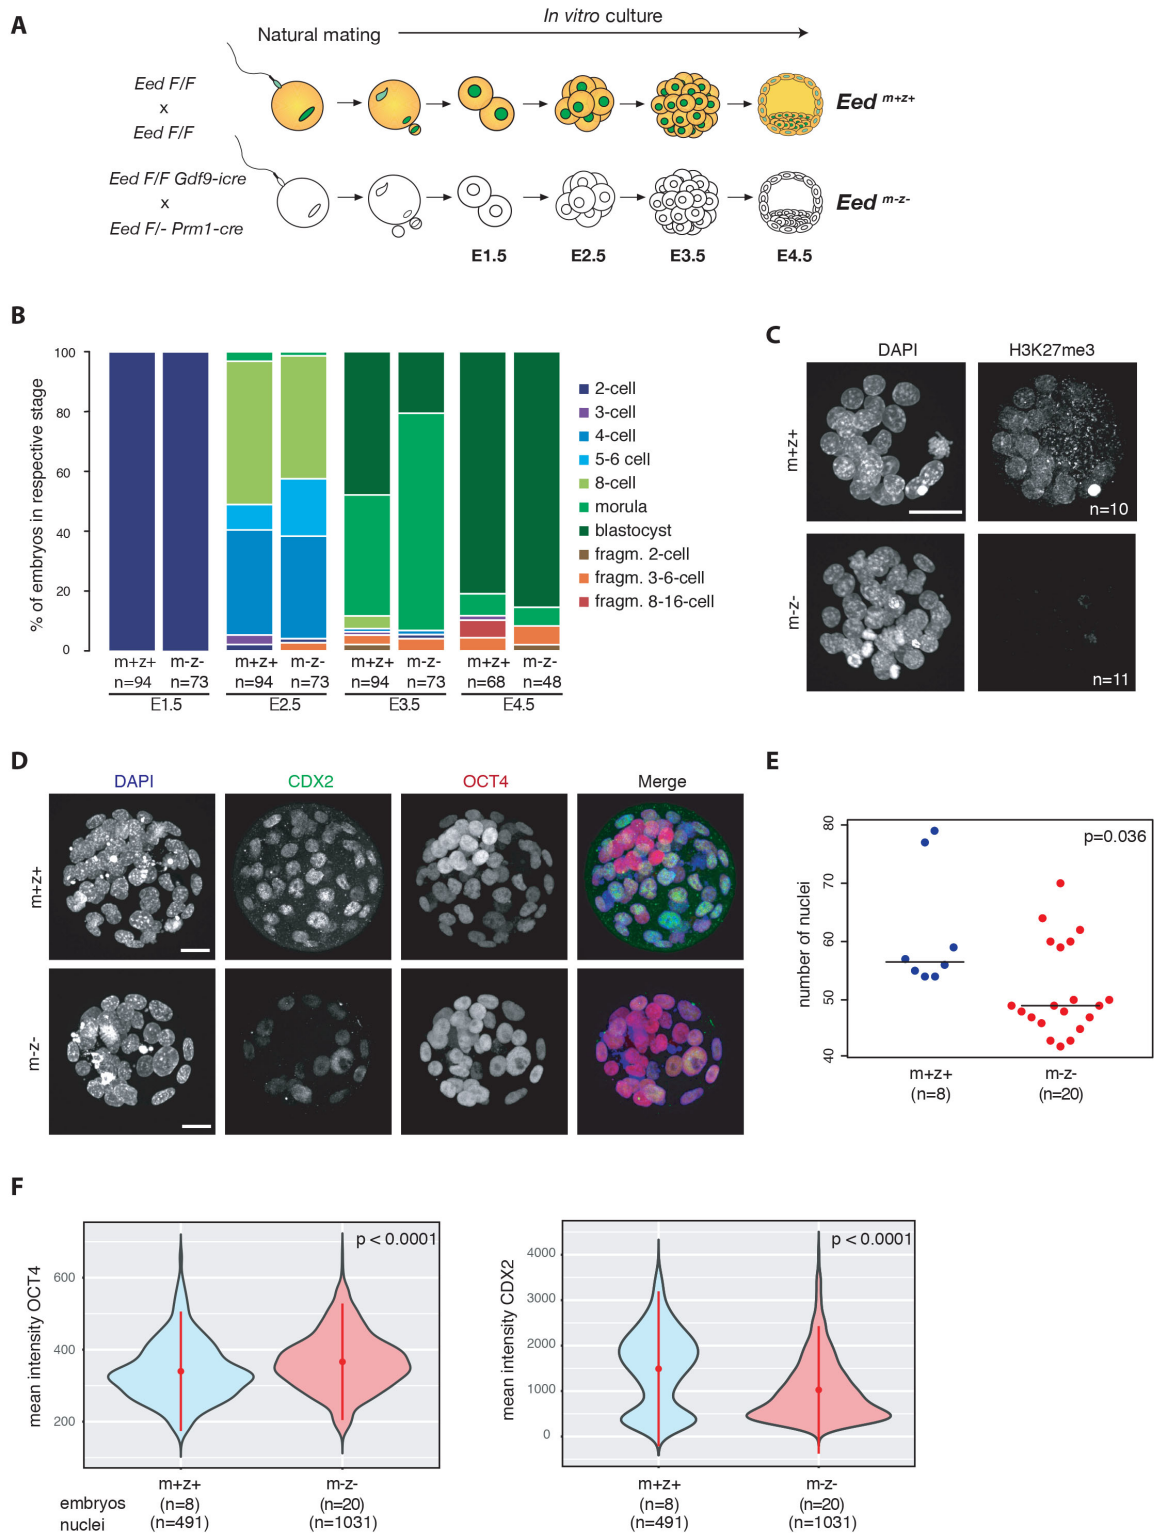 A
In vitro culture
Natural mating
Eed F/F
x
Eed F/F
Eed m+z+
Eed F/F Gdf9-icre
x
Eed F/- Prm1-cre
Eed m-z-
E1.5 E2.5 E3.5 E4.5
B
% of embryos in respective stage
100
80
60
40
20
0
m+z+ m-z- m+z+ m-z- m+z+ m-z- m+z+ m-z-
n=94 n=73 n=94 n=73 n=94 n=73 n=68 n=48
E1.5 E2.5 E3.5 E4.5
2-cell
3-cell
4-cell
5-6 cell
8-cell
morula
blastocyst
fragm. 2-cell
fragm. 3-6-cell
fragm. 8-16-cell
C
DAPI H3K27me3
m+z+
n=10
m-z-
n=11
D
DAPI CDX2 OCT4 Merge
m+z+
m-z-
E
number of nuclei
80
70
60
50
40
p=0.036
m+z+ m-z-
(n=8) (n=20)
F
mean intensity OCT4
600
400
200
p < 0.0001
m+z+ m-z-
embryos (n=8) (n=20)
nuclei (n=491) (n=1031)
mean intensity CDX2
4000
3000
2000
1000
0
p < 0.0001
m+z+ m-z-
(n=8) (n=20)
(n=491) (n=1031)